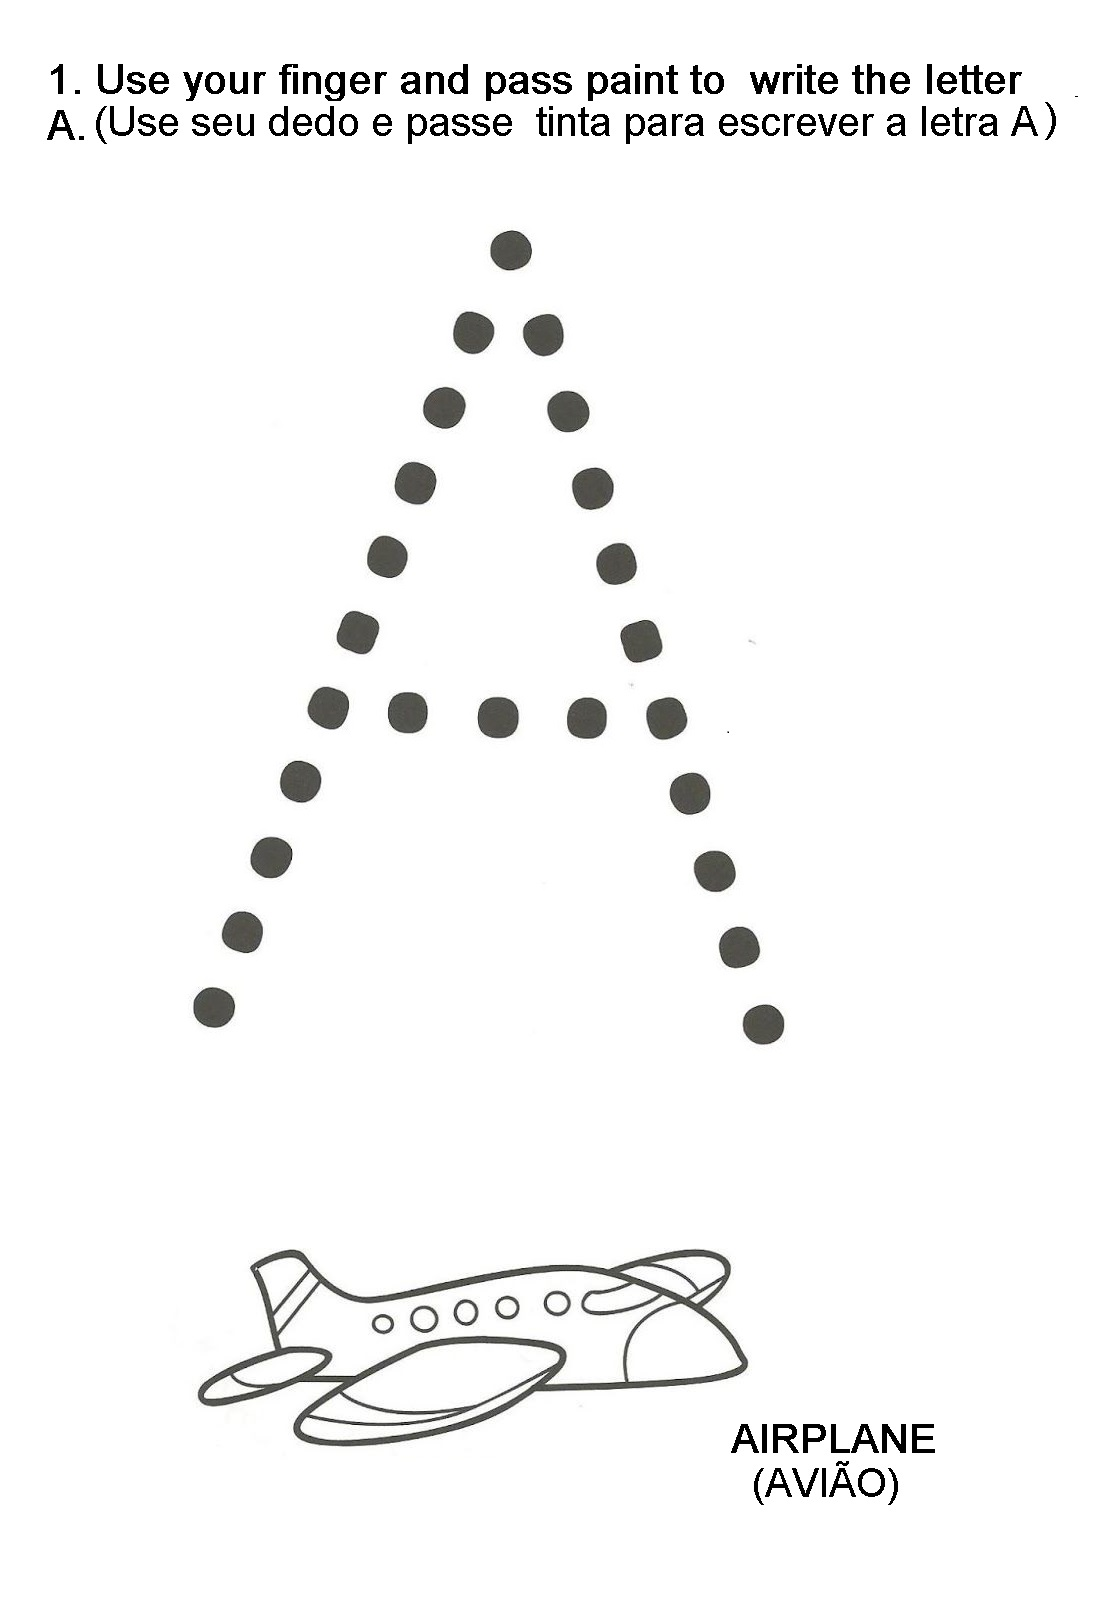 1. Use your finger and pass paint to write the letter
A. (Use seu dedo e passe tinta para escrever a letra A)
AIRPLANE
(AVIÃO)